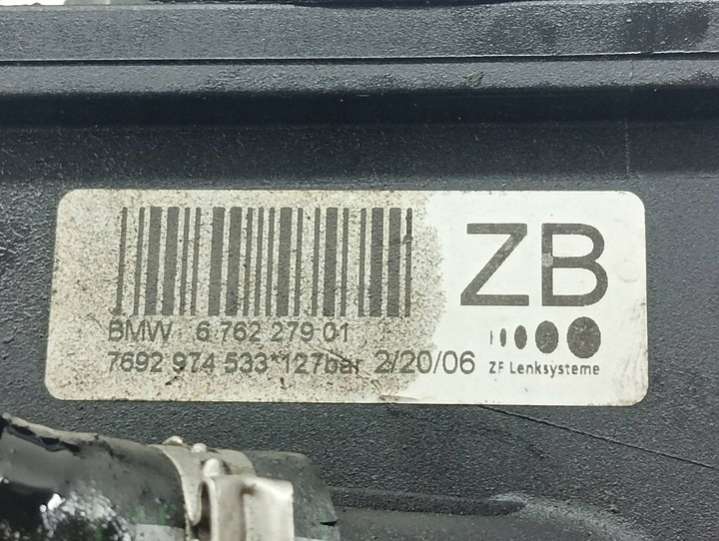 ZB
BMW 6 762 279 01
7692 974 533*127bar 2/20/06
ZF Lenksysteme